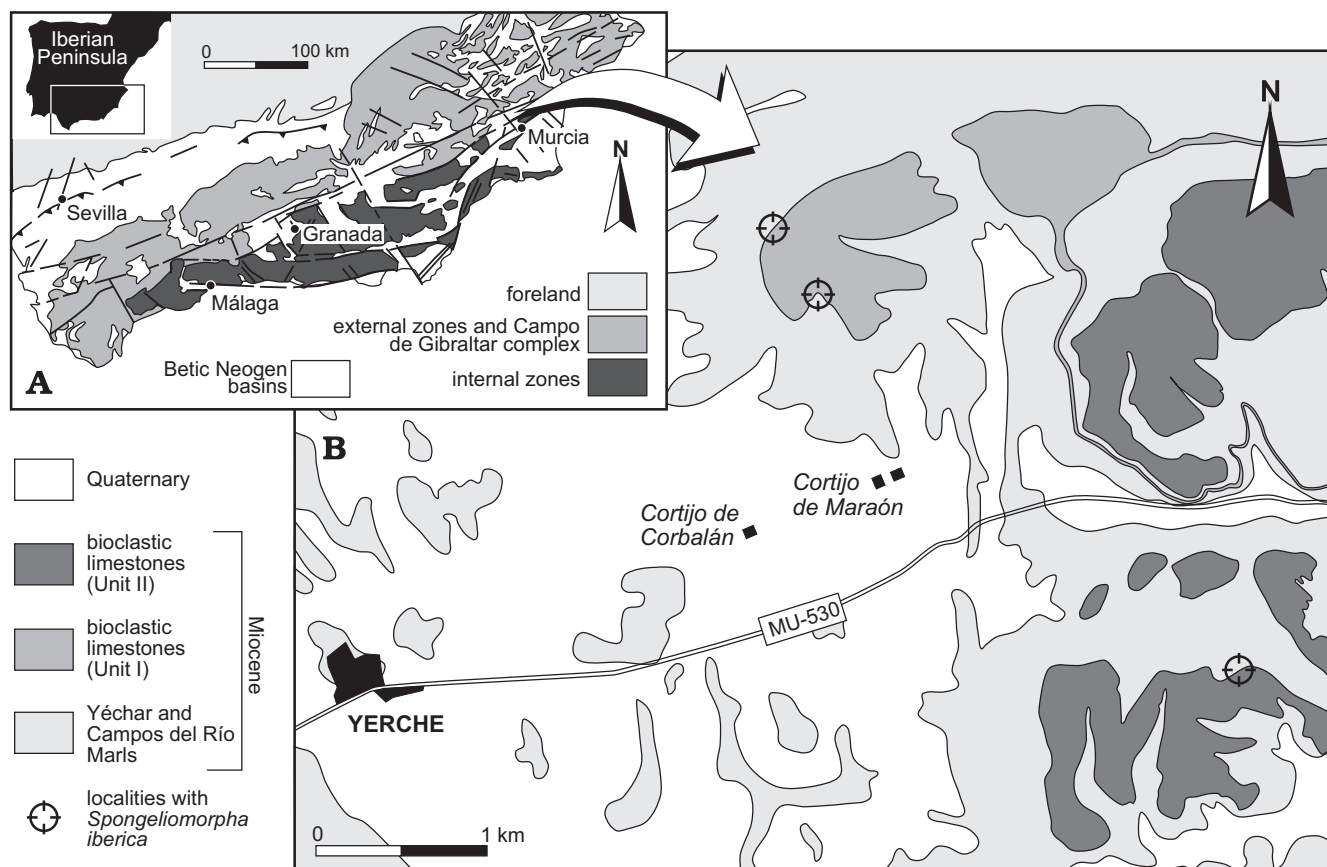 Iberian
Peninsula
0 100 km
Murcia
N
Sevilla
Granada
Málaga
foreland
external zones and Campo
de Gibraltar complex
internal zones
Betic Neogen
basins
A
N
B
Cortijo
de Maraón
Cortijo de
Corbalán
MU-530
YERCHE
0 1 km
Quaternary
bioclastic
limestones
(Unit II)
bioclastic
limestones
(Unit I)
Yéchar and
Campos del Río
Marls
Miocene
localities with
Spongeliomorpha
iberica